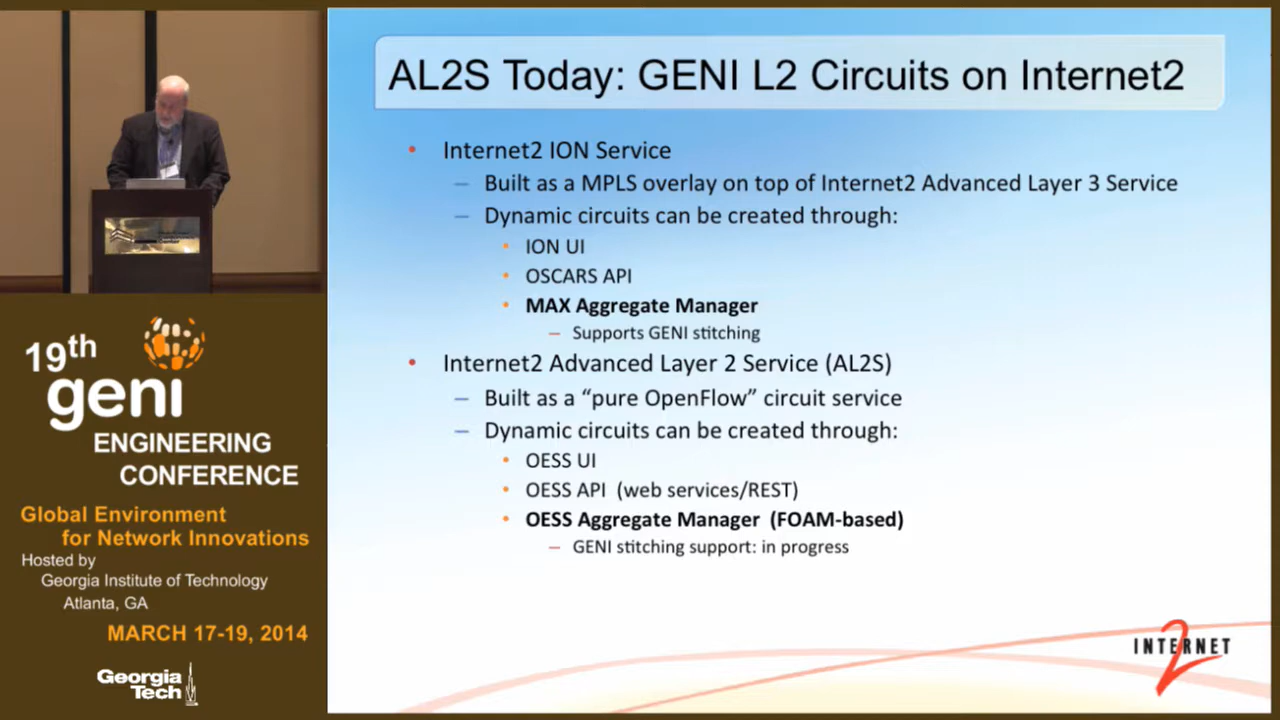 AL2S Today: GENI L2 Circuits on Internet2
• Internet2 ION Service
– Built as a MPLS overlay on top of Internet2 Advanced Layer 3 Service
– Dynamic circuits can be created through:
• ION UI
• OSCARS API
• MAX Aggregate Manager
– Supports GENI stitching
• Internet2 Advanced Layer 2 Service (AL2S)
– Built as a “pure OpenFlow” circuit service
– Dynamic circuits can be created through:
• OESS UI
• OESS API (web services/REST)
• OESS Aggregate Manager (FOAM-based)
– GENI stitching support: in progress
INTERNET
2
19th
geni
ENGINEERING
CONFERENCE
Global Environment
for Network Innovations
Hosted by
Georgia Institute of Technology
Atlanta, GA
MARCH 17-19, 2014
Georgia
Tech